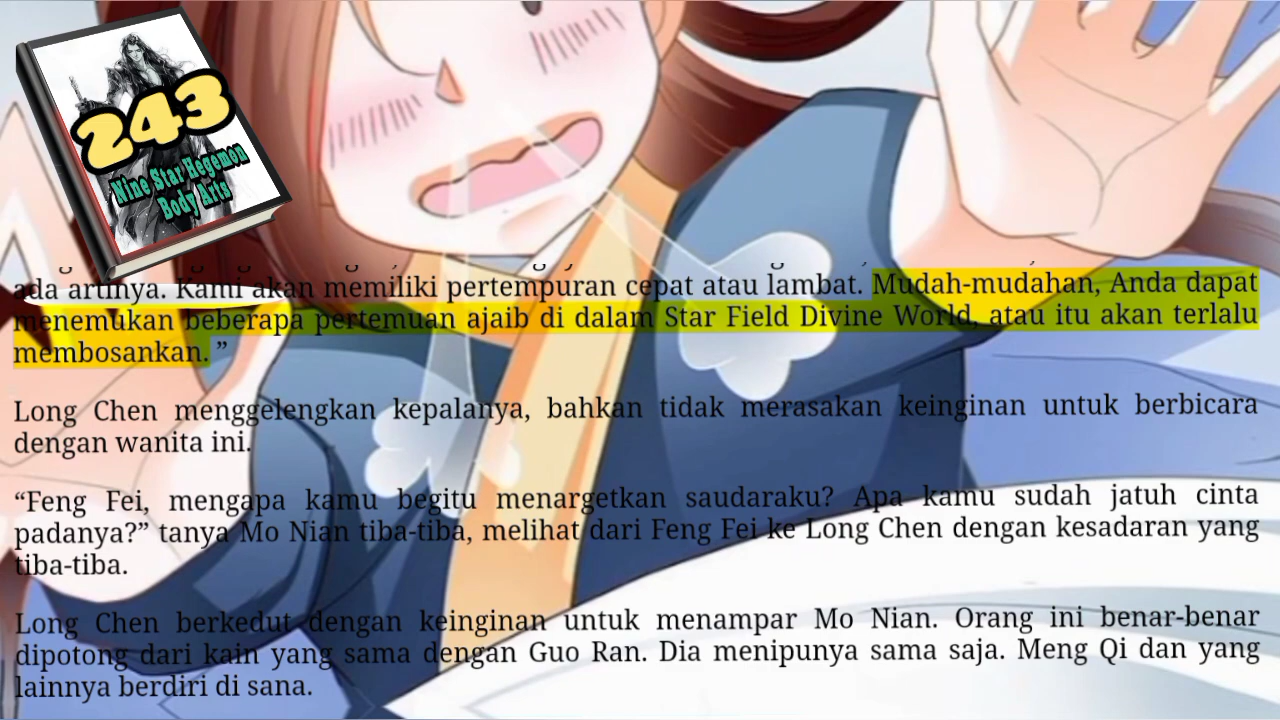 243
Nine Star Hegemon
Body Arts
ada artinya. Kami akan memiliki pertempuran cepat atau lambat. Mudah-mudahan, Anda dapat
menemukan beberapa pertemuan ajaib di dalam Star Field Divine World, atau itu akan terlalu
membosankan. ”
Long Chen menggelengkan kepalanya, bahkan tidak merasakan keinginan untuk berbicara
dengan wanita ini.
“Feng Fei, mengapa kamu begitu menargetkan saudaraku? Apa kamu sudah jatuh cinta
padanya?” tanya Mo Nian tiba-tiba, melihat dari Feng Fei ke Long Chen dengan kesadaran yang
tiba-tiba.
Long Chen berkedut dengan keinginan untuk menampar Mo Nian. Orang ini benar-benar
dipotong dari kain yang sama dengan Guo Ran. Dia menipunya sama saja. Meng Qi dan yang
lainnya berdiri di sana.